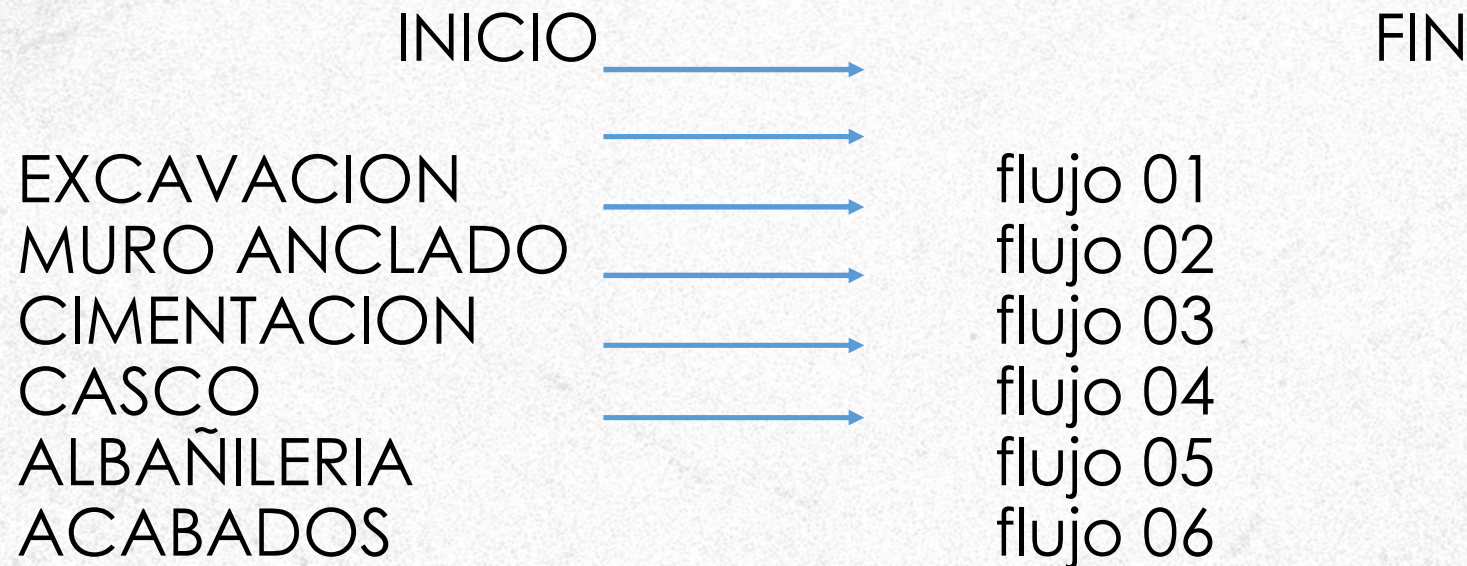 INICIO FIN
EXCAVACION flujo 01
MURO ANCLADO flujo 02
CIMENTACION flujo 03
CASCO flujo 04
ALBAÑILERIA flujo 05
ACABADOS flujo 06